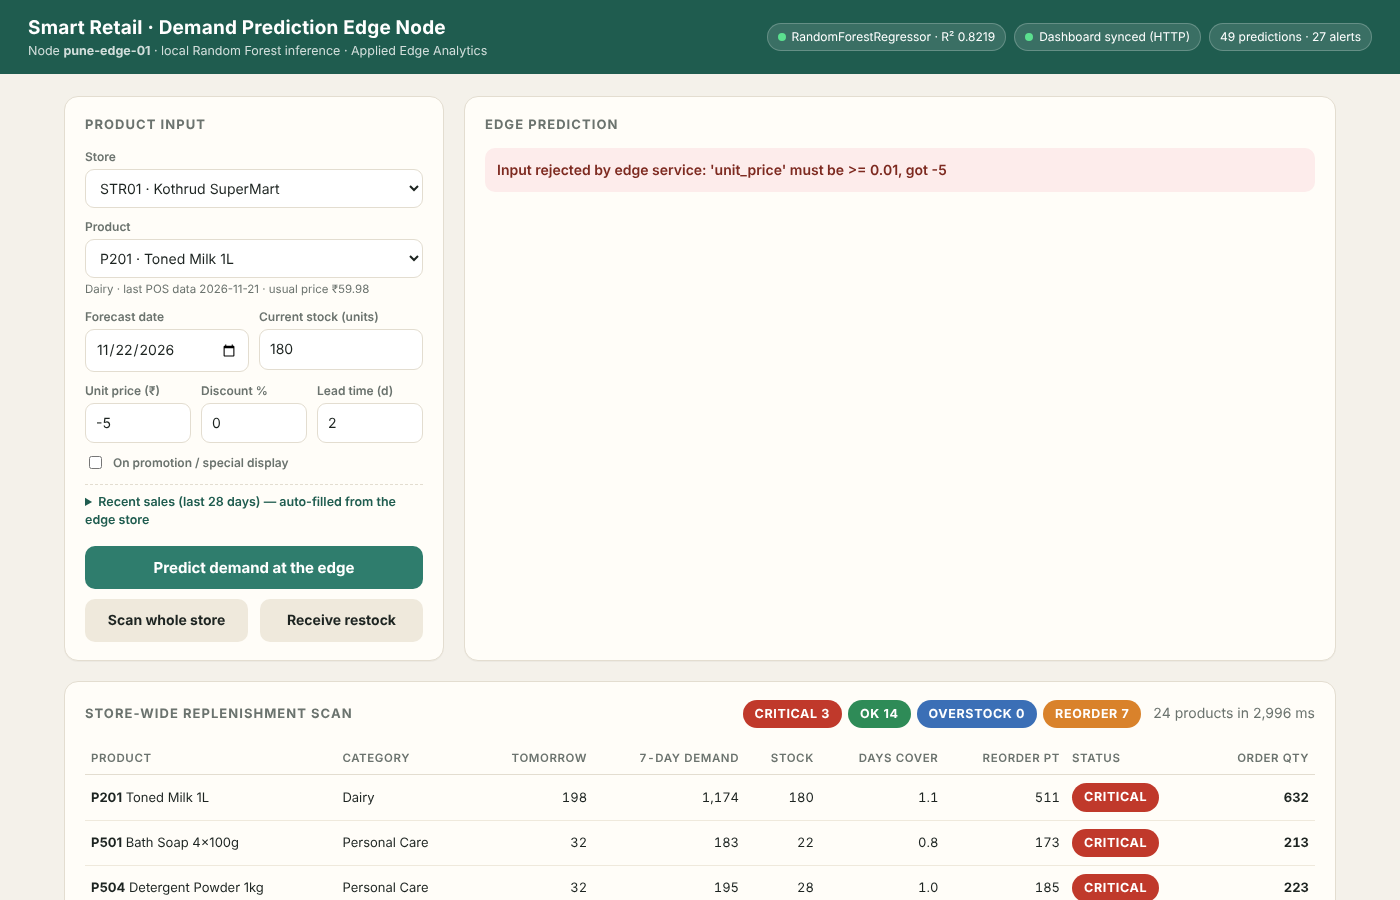 Smart Retail · Demand Prediction Edge Node
Node pune-edge-01 · local Random Forest inference · Applied Edge Analytics
RandomForestRegressor · R² 0.8219
Dashboard synced (HTTP)
49 predictions · 27 alerts
PRODUCT INPUT
Store
STR01 · Kothrud SuperMart
Product
P201 · Toned Milk 1L
Dairy · last POS data 2026-11-21 · usual price ₹59.98
Forecast date
Current stock (units)
11/22/2026
180
Unit price (₹)
Discount %
Lead time (d)
-5
0
2
On promotion / special display
Recent sales (last 28 days) — auto-filled from the
edge store
Predict demand at the edge
Scan whole store
Receive restock
EDGE PREDICTION
Input rejected by edge service: 'unit_price' must be >= 0.01, got -5
STORE-WIDE REPLENISHMENT SCAN
CRITICAL 3
OK 14
OVERSTOCK 0
REORDER 7
24 products in 2,996 ms
PRODUCT CATEGORY TOMORROW 7-DAY DEMAND STOCK DAYS COVER REORDER PT STATUS ORDER QTY
P201 Toned Milk 1L Dairy 198 1,174 180 1.1 511 CRITICAL 632
P501 Bath Soap 4×100g Personal Care 32 183 22 0.8 173 CRITICAL 213
P504 Detergent Powder 1kg Personal Care 32 195 28 1.0 185 CRITICAL 223